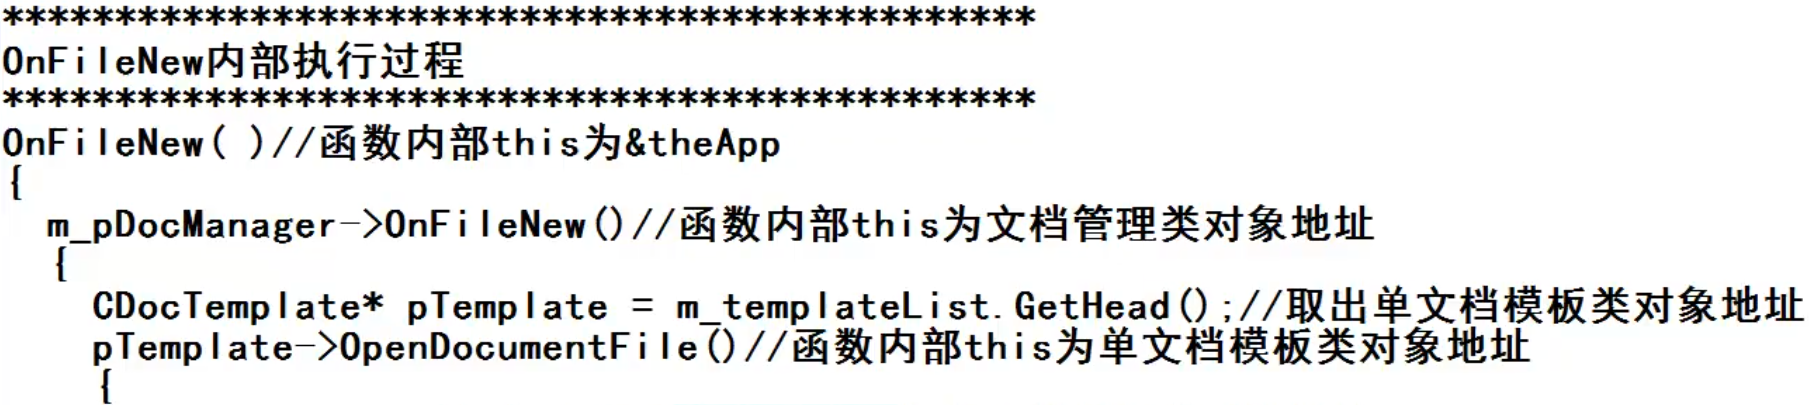 **********************************************
OnFileNew内部执行过程
**********************************************
OnFileNew( )//函数内部this为&theApp
{
m_pDocManager->OnFileNew()//函数内部this为文档管理类对象地址
{
CDocTemplate* pTemplate = m_templateList.GetHead();//取出单文档模板类对象地址
pTemplate->OpenDocumentFile()//函数内部this为单文档模板类对象地址
{